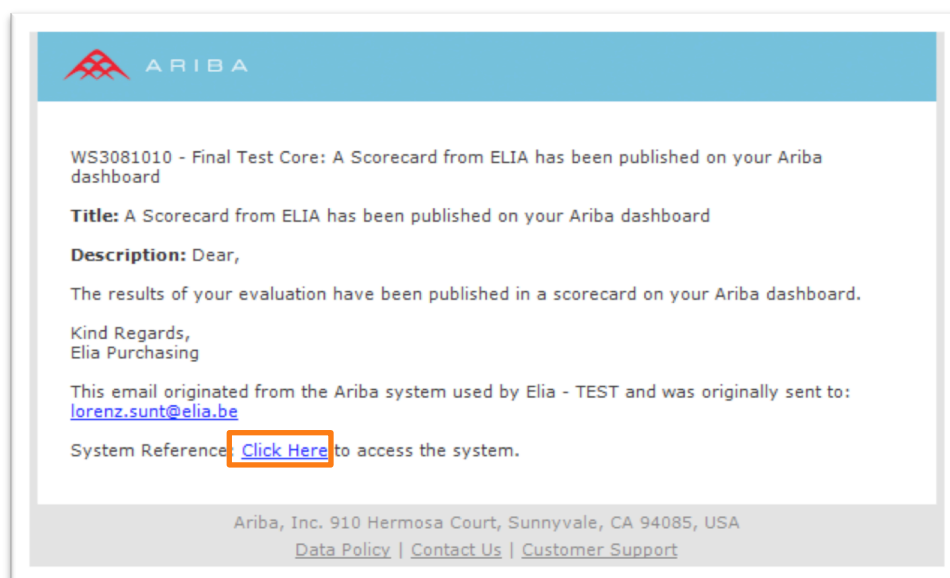 ARIBA
WS3081010 - Final Test Core: A Scorecard from ELIA has been published on your Ariba
dashboard
Title: A Scorecard from ELIA has been published on your Ariba dashboard
Description: Dear,
The results of your evaluation have been published in a scorecard on your Ariba dashboard.
Kind Regards,
Elia Purchasing
This email originated from the Ariba system used by Elia - TEST and was originally sent to:
lorenz.sunt@elia.be
System Reference: Click Here to access the system.
Ariba, Inc. 910 Hermosa Court, Sunnyvale, CA 94085, USA
Data Policy | Contact Us | Customer Support